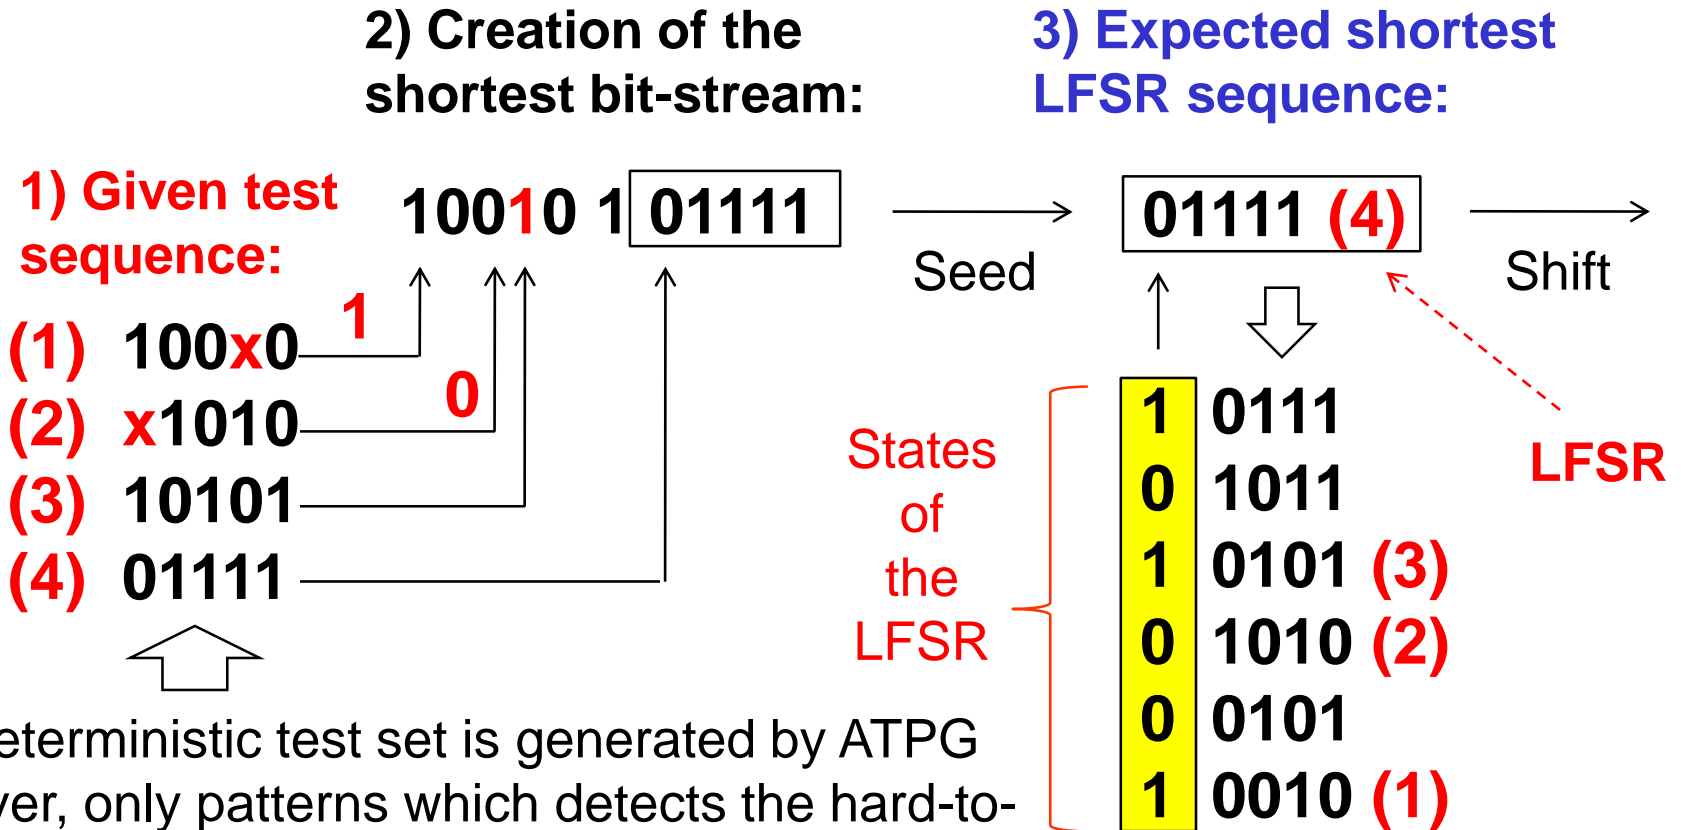 2) Creation of the
shortest bit-stream:
3) Expected shortest
LFSR sequence:
1) Given test
sequence:
10010 1 01111
Seed
01111 (4)
Shift
(1) 100x0
1
(2) x1010
0
(3) 10101
(4) 01111
States
of
the
LFSR
1 0111
0 1011
1 0101 (3)
0 1010 (2)
0 0101
1 0010 (1)
LFSR
eterministic test set is generated by ATPG
ver, only patterns which detects the hard-to-